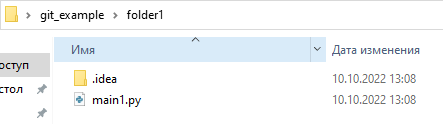 git_example > folder1
Имя Дата изменения
оступ
.idea 10.10.2022 13:08
стол
main1.py 10.10.2022 13:08